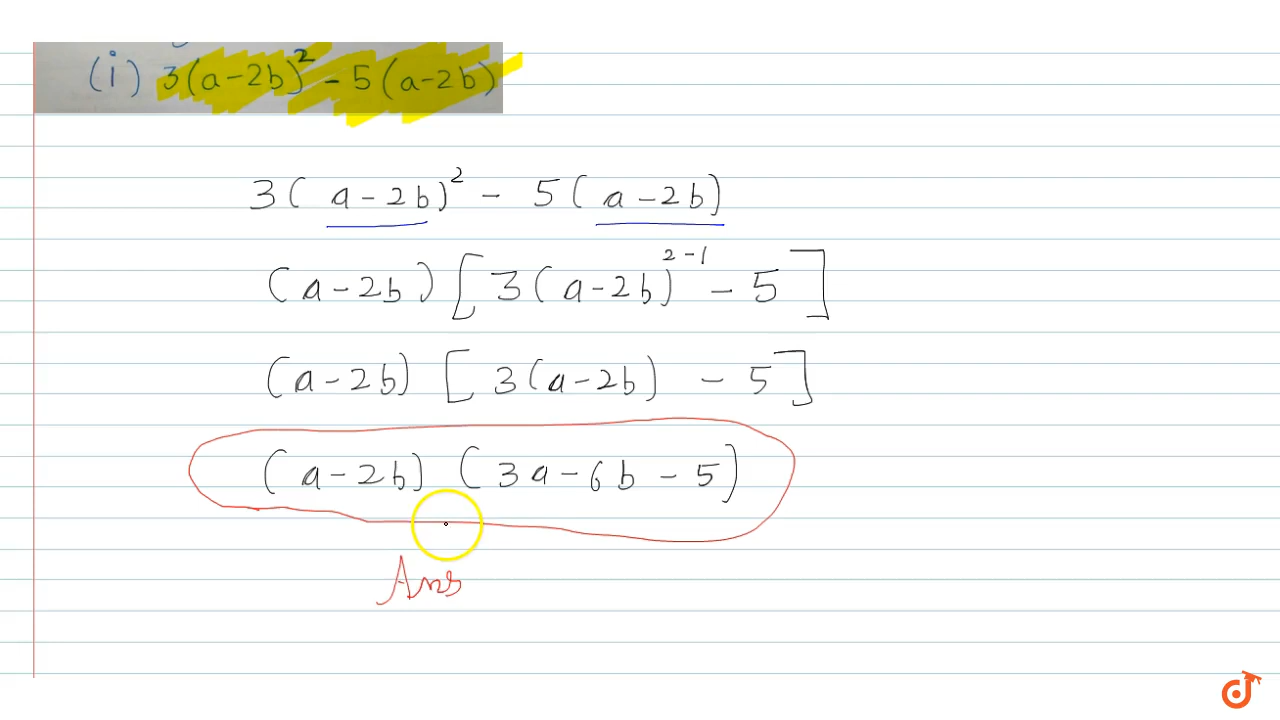 (i) 3(a-2b)² - 5(a-2b)
3(a-2b)² - 5(a-2b)
(a-2b)[3(a-2b)²⁻¹ - 5]
(a-2b)[3(a-2b) - 5]
(a-2b)(3a-6b-5)
Ans